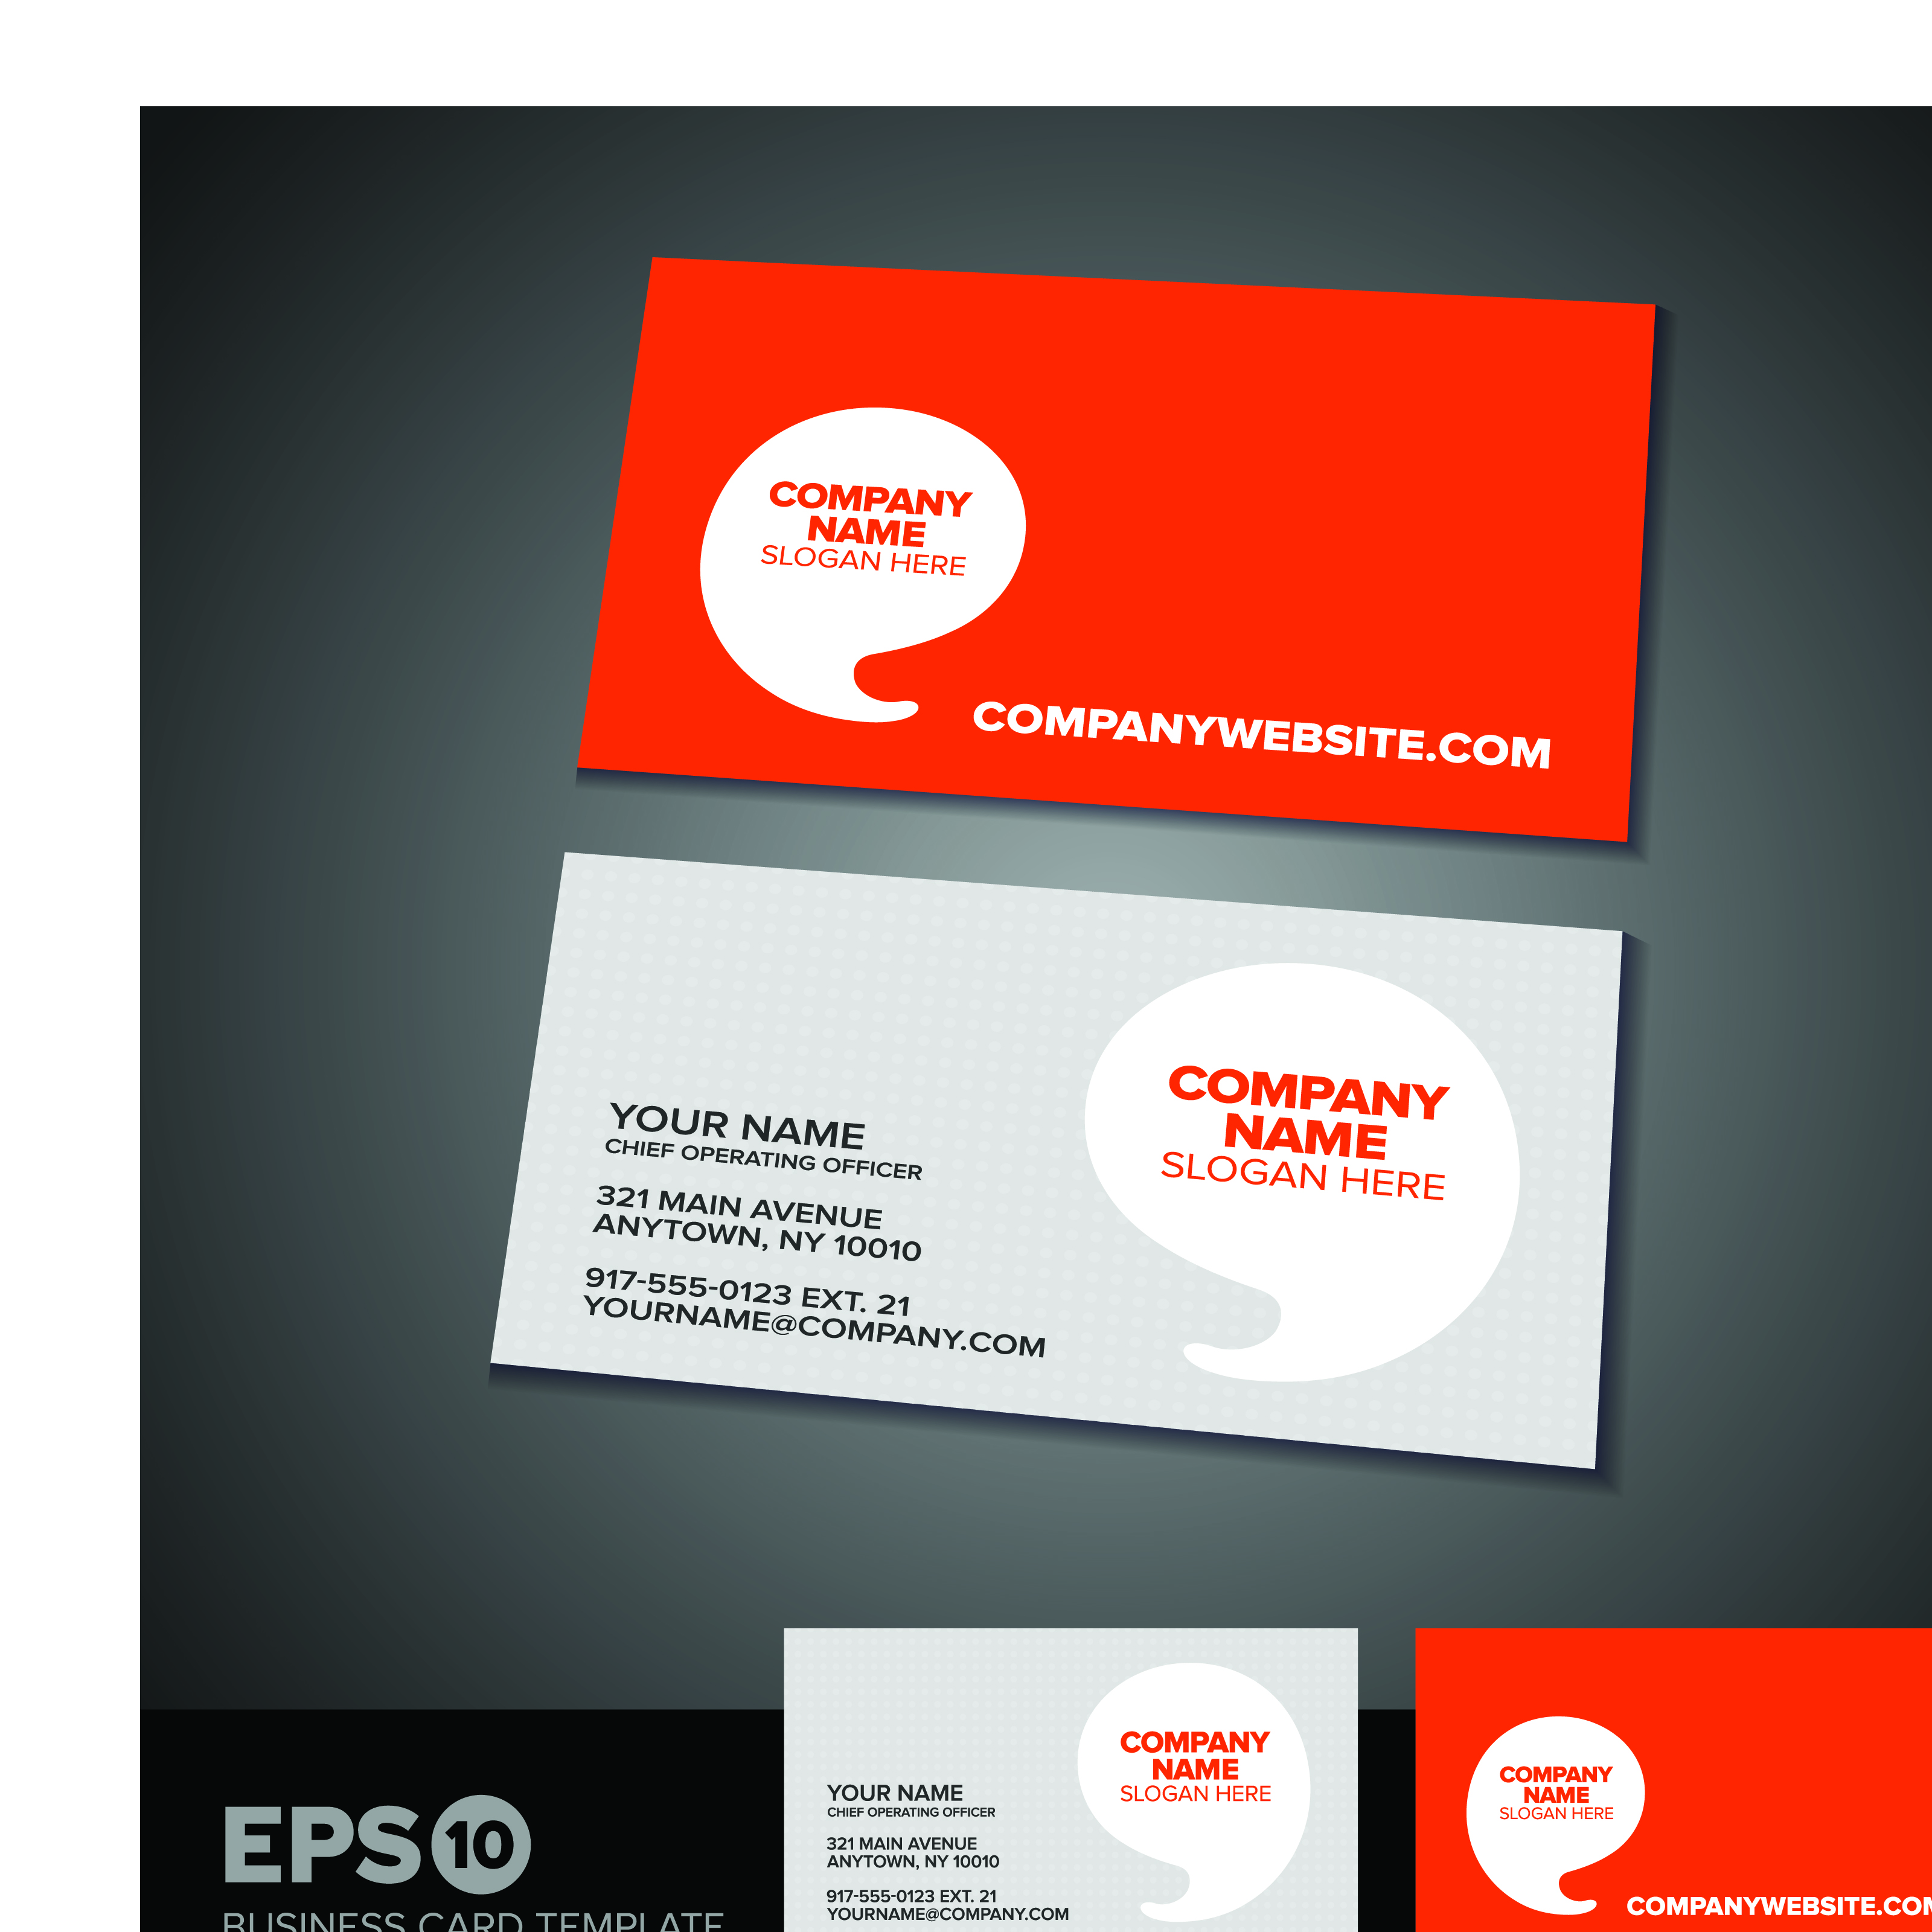 COMPANY
NAME
SLOGAN HERE
COMPANYWEBSITE.COM
YOUR NAME
CHIEF OPERATING OFFICER
321 MAIN AVENUE
ANYTOWN, NY 10010
917-555-0123 EXT. 21
YOURNAME@COMPANY.COM
COMPANY
NAME
SLOGAN HERE
EPS 10
BUSINESS CARD TEMPLATE
YOUR NAME
CHIEF OPERATING OFFICER
321 MAIN AVENUE
ANYTOWN, NY 10010
917-555-0123 EXT. 21
YOURNAME@COMPANY.COM
COMPANY
NAME
SLOGAN HERE
COMPANY
NAME
SLOGAN HERE
COMPANYWEBSITE.CO